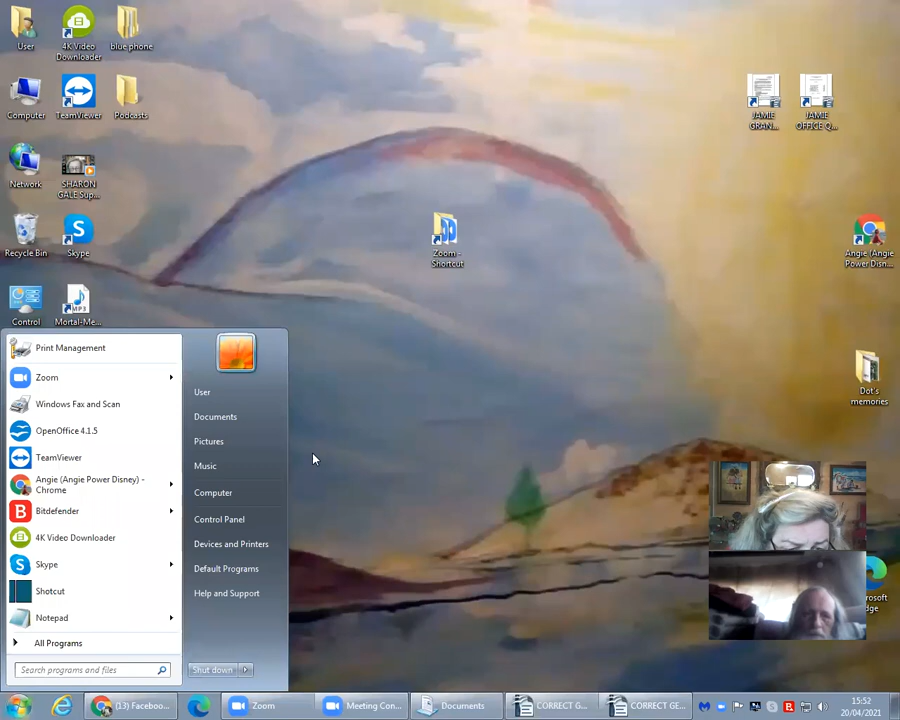 User
4K Video
Downloader
blue phone
Computer
TeamViewer
Podcasts
Network
SHARON
GALE Sup...
Recycle Bin
Skype
Control
Mortal-Me...
Zoom -
Shortcut
JAMIE
GRAN...
JAMIE
OFFICE Q...
Angie (Angie
Power Disn...
Dot's
memories
Print Management
Zoom
Windows Fax and Scan
OpenOffice 4.1.5
TeamViewer
Angie (Angie Power Disney) -
Chrome
Bitdefender
4K Video Downloader
Skype
Shotcut
Notepad
All Programs
Search programs and files
User
Documents
Pictures
Music
Computer
Control Panel
Devices and Printers
Default Programs
Help and Support
Shut down
(13) Faceboo...
Zoom
Meeting Con...
Documents
CORRECT G...
CORRECT GE...
15:52
20/04/2021